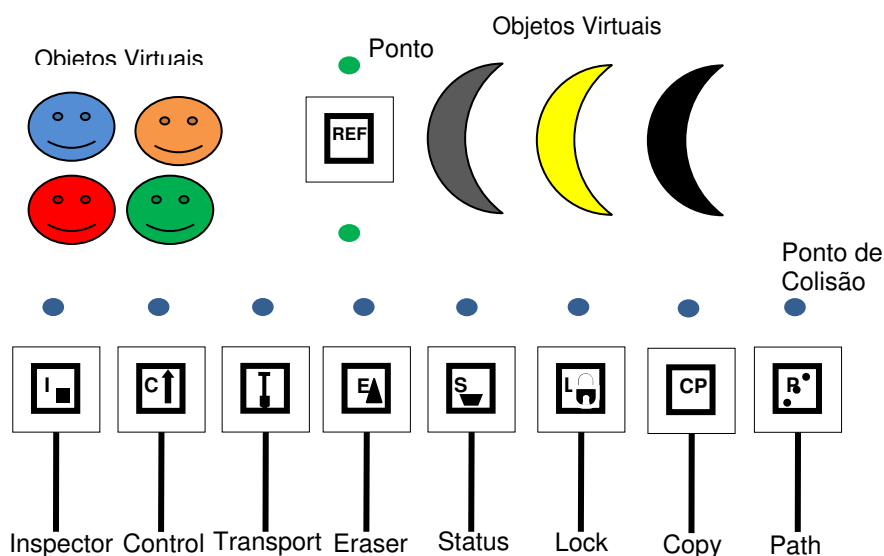 Objetos Virtuais
Ponto
Objetos Virtuais
REF
Ponto de
Colisão
I
C
E
S
L
CP
P
Inspector
Control
Transport
Eraser
Status
Lock
Copy
Path